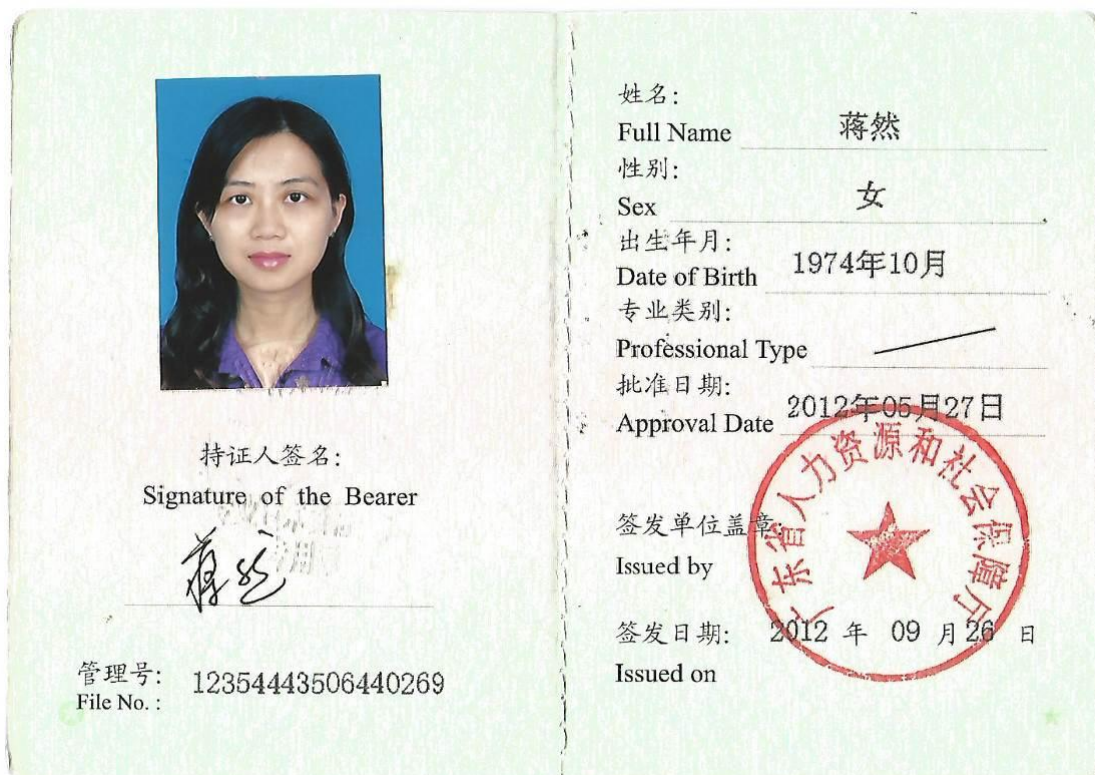 持证人签名:
Signature of the Bearer
蒋然
管理号:
File No. :
12354443506440269
姓名:
Full Name 蒋然
性别:
Sex 女
出生年月:
Date of Birth 1974年10月
专业类别:
Professional Type
批准日期:
Approval Date 2012年05月27日
签发单位盖章:
Issued by
广东省人力资源和社会保障厅
签发日期: 2012 年 09 月 26 日
Issued on